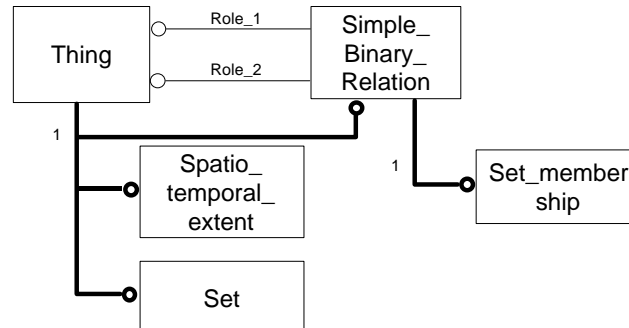 Thing
Role_1
Role_2
Simple_
Binary_
Relation
1
Spatio_
temporal_
extent
1
Set_member
ship
Set